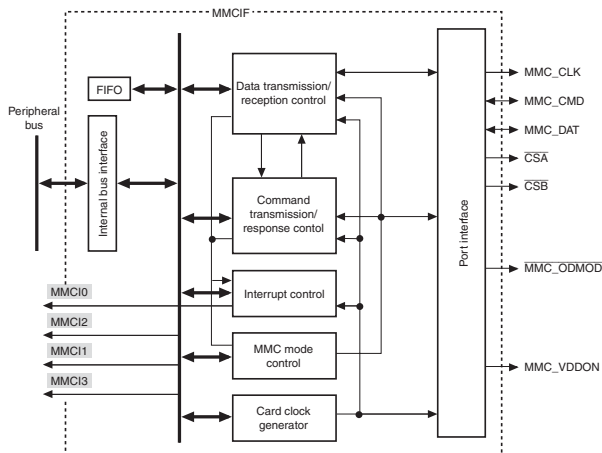 MMCIF
Peripheral
bus
FIFO
Internal bus interface
Data transmission/
reception control
Command
transmission/
response contol
Interrupt control
MMC mode
control
Card clock
generator
Port interface
MMCI0
MMCI2
MMCI1
MMCI3
MMC_CLK
MMC_CMD
MMC_DAT
CSA
CSB
MMC_ODMOD
MMC_VDDON